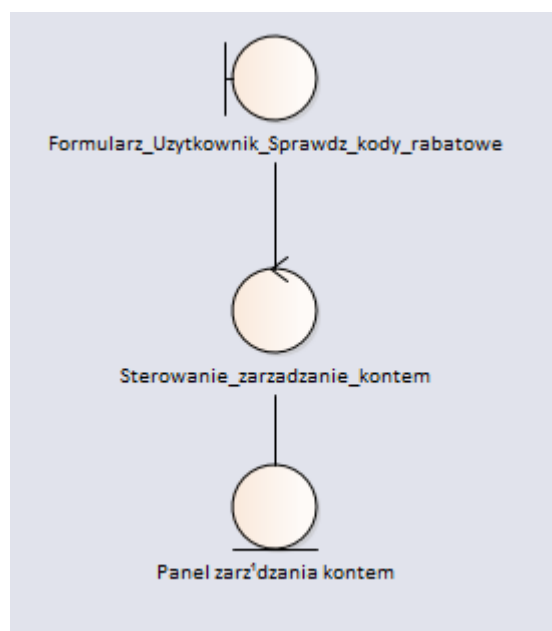 Formularz_Uzytkownik_Sprawdz_kody_rabatowe
Sterowanie_zarzadzanie_kontem
Panel zarz¹dzania kontem